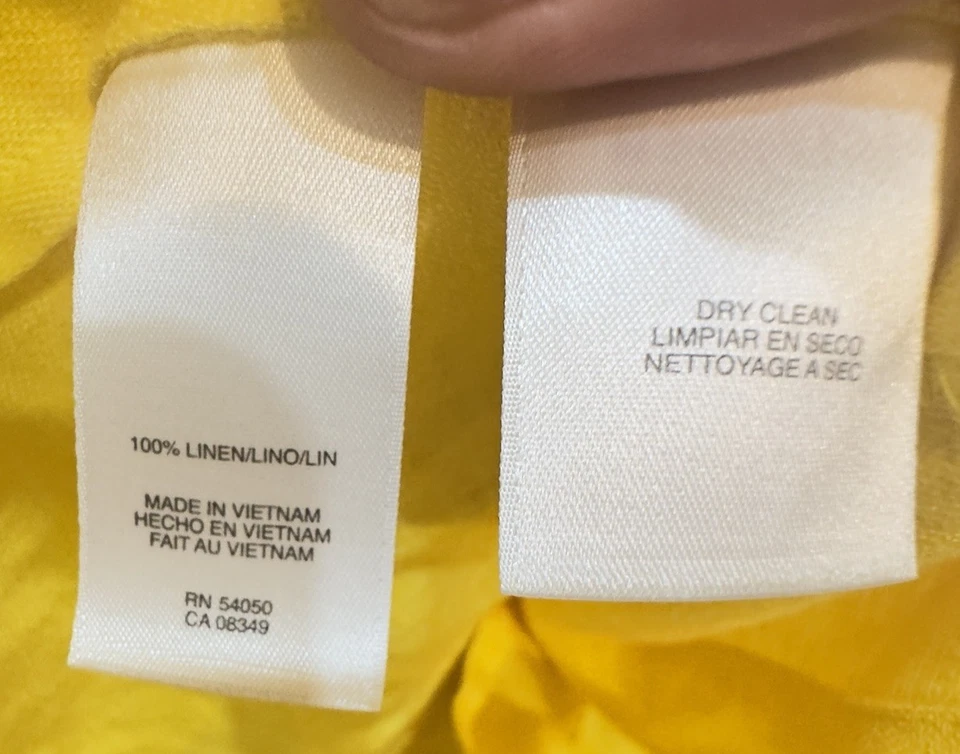 100% LINEN/LINO/LIN
MADE IN VIETNAM
HECHO EN VIETNAM
FAIT AU VIETNAM
RN 54050
CA 08349
DRY CLEAN
LIMPIAR EN SECO
NETTOYAGE A SEC